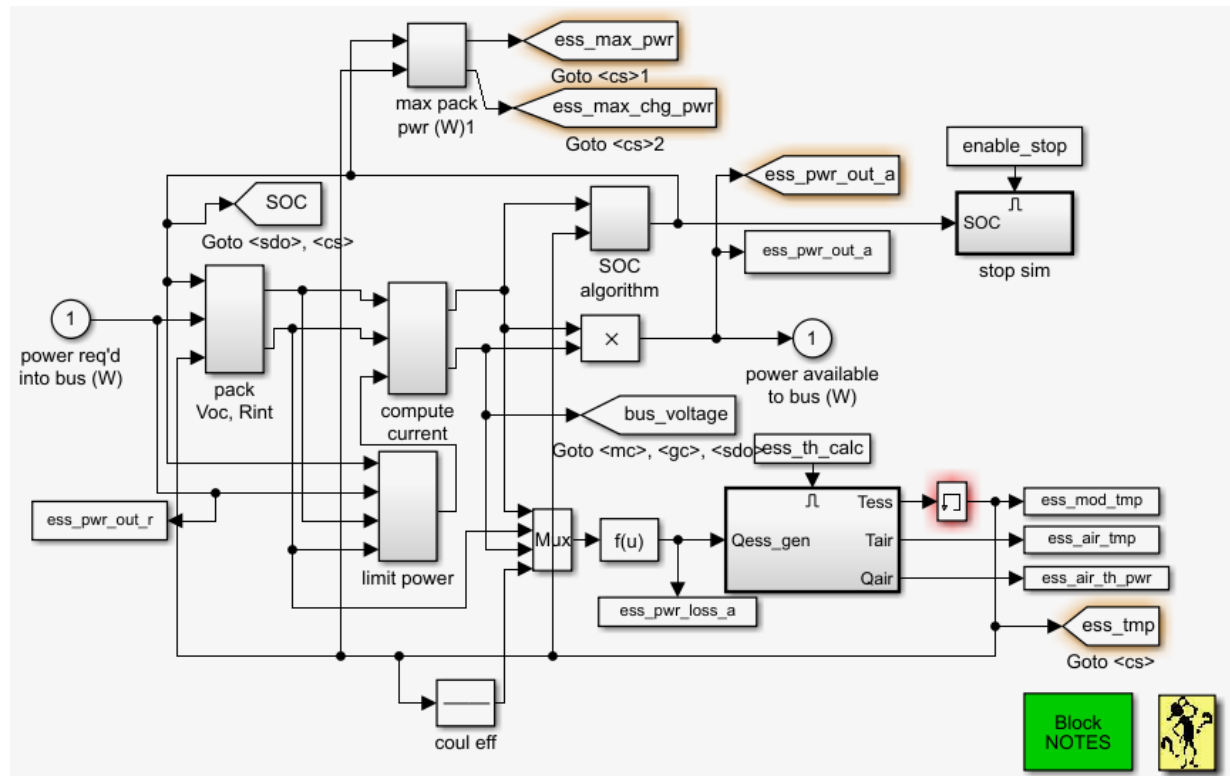 ess_max_pwr
Goto <cs>1
max pack
pwr (W)1
ess_max_chg_pwr
Goto <cs>2
enable_stop
ess_pwr_out_a
SOC
Goto <sdo>, <cs>
SOC
stop sim
ess_pwr_out_a
SOC
algorithm
1
power req'd
into bus (W)
pack
Voc, Rint
compute
current
×
1
power available
to bus (W)
bus_voltage
Goto <mc>, <gc>, <sdo>
ess_th_calc
ess_pwr_out_r
limit power
Mux
f(u)
Qess_gen
Tess
Tair
Qair
ess_mod_tmp
ess_air_tmp
ess_air_th_pwr
ess_pwr_loss_a
ess_tmp
Goto <cs>
coul eff
Block
NOTES